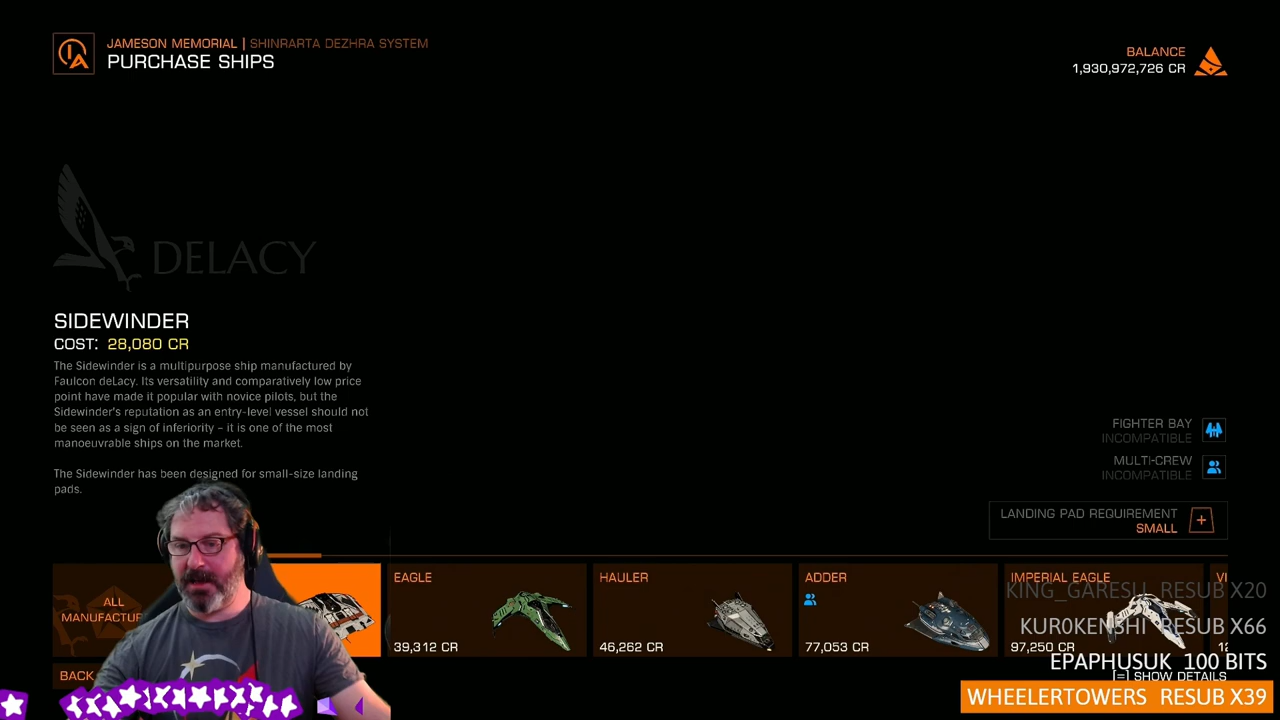 JAMESON MEMORIAL | SHINRARTA DEZHRA SYSTEM
PURCHASE SHIPS
BALANCE
1,930,972,726 CR
DELACY
SIDEWINDER
COST: 28,080 CR
The Sidewinder is a multipurpose ship manufactured by
Faulcon deLacy. Its versatility and comparatively low price
point have made it popular with novice pilots, but the
Sidewinder's reputation as an entry-level vessel should not
be seen as a sign of inferiority – it is one of the most
manoeuvrable ships on the market.
The Sidewinder has been designed for small-size landing
pads.
FIGHTER BAY
INCOMPATIBLE
MULTI-CREW
INCOMPATIBLE
LANDING PAD REQUIREMENT
SMALL
ALL
MANUFACTUR
EAGLE
39,312 CR
HAULER
46,262 CR
ADDER
77,053 CR
IMPERIAL EAGLE
97,250 CR
BACK
[=] SHOW DETAILS
KING_GARESU RESUB X20
KUR0KENSHI RESUB X66
EPAPHUSUK 100 BITS
WHEELERTOWERS RESUB X39